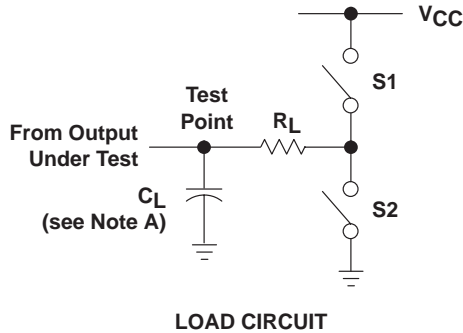 VCC
S1
Test
Point
RL
From Output
Under Test
CL
(see Note A)
S2
LOAD CIRCUIT